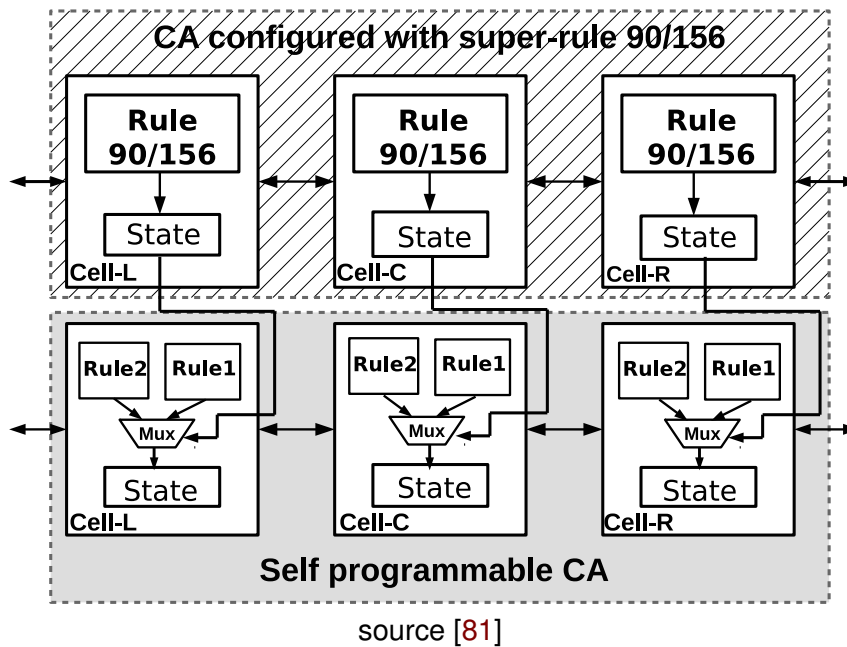 CA configured with super-rule 90/156
Rule
90/156
State
Cell-L
Rule
90/156
State
Cell-C
Rule
90/156
State
Cell-R
Rule2 Rule1
Mux
State
Cell-L
Rule2 Rule1
Mux
State
Cell-C
Rule2 Rule1
Mux
State
Cell-R
Self programmable CA
source [81]